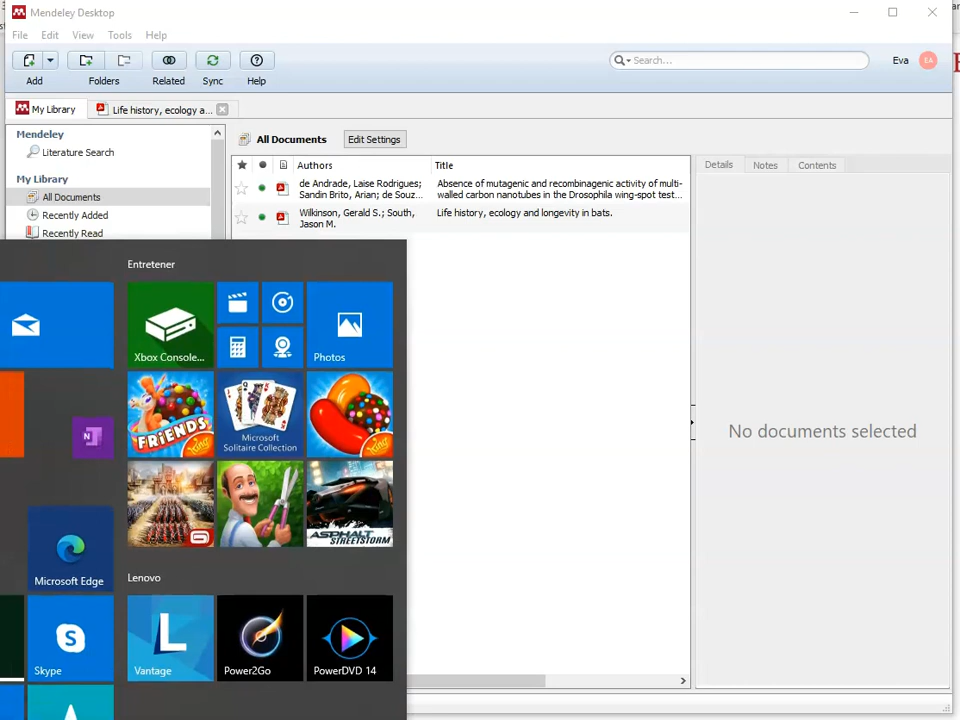 Mendeley Desktop
File Edit View Tools Help
Add Folders Related Sync Help
Search...
Eva EA
My Library
Life history, ecology a...
Mendeley
Literature Search
My Library
All Documents
Recently Added
Recently Read
All Documents Edit Settings
Authors Title
de Andrade, Laise Rodrigues; Absence of mutagenic and recombinagenic activity of multi-
Sandin Brito, Arian; de Souz... walled carbon nanotubes in the Drosophila wing-spot test...
Wilkinson, Gerald S.; South, Life history, ecology and longevity in bats.
Jason M.
Details Notes Contents
No documents selected
Entretener
Xbox Console...
Photos
FRIENDS
King
Microsoft
Solitaire Collection
King
ASPHALT
STREETSTORM
N
Microsoft Edge
Lenovo
S
Skype
L
Vantage
Power2Go
PowerDVD 14